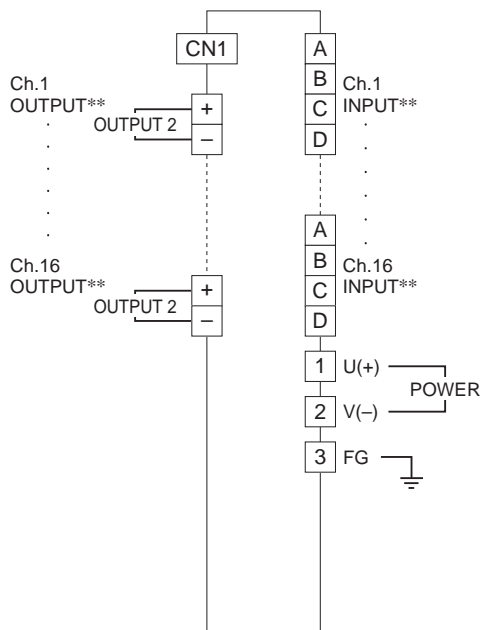 CN1
Ch.1
OUTPUT**
OUTPUT 2
+
–
Ch.16
OUTPUT**
OUTPUT 2
+
–
A
B
C
D
Ch.1
INPUT**
A
B
C
D
Ch.16
INPUT**
1 U(+)
2 V(–)
POWER
3 FG